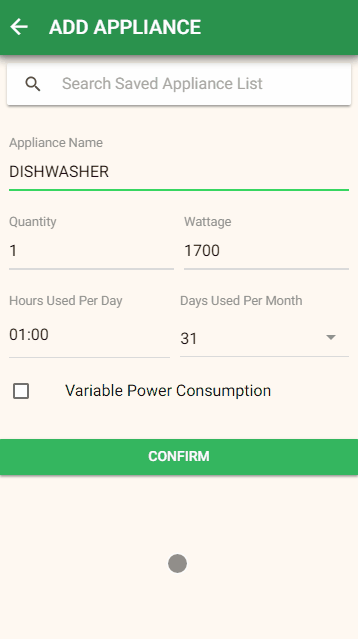 ADD APPLIANCE
Search Saved Appliance List
Appliance Name
DISHWASHER
Quantity Wattage
1 1700
Hours Used Per Day Days Used Per Month
01:00 31
Variable Power Consumption
CONFIRM